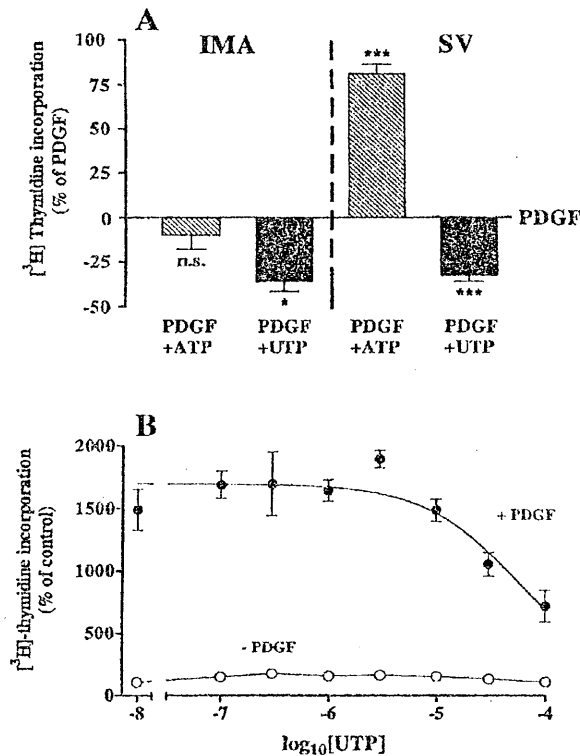 A
IMA
SV
[³H] Thymidine incorporation
(% of PDGF)
100
75
50
25
0
-25
-50
***
n.s.
*
***
PDGF
PDGF
+ATP
PDGF
+UTP
PDGF
+ATP
PDGF
+UTP
B
[³H]-thymidine incorporation
(% of control)
2000
1500
1000
500
0
+ PDGF
- PDGF
-8
-7
-6
-5
-4
log₁₀[UTP]